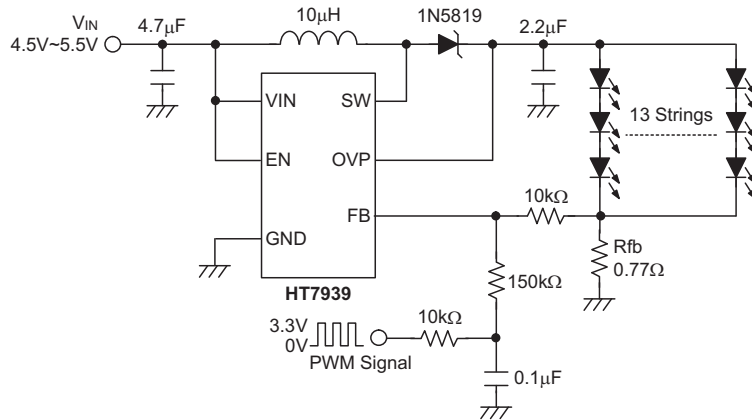 V_IN
4.5V~5.5V
4.7μF
10μH
1N5819
2.2μF
VIN
SW
13 Strings
EN
OVP
FB
10kΩ
GND
Rfb
0.77Ω
HT7939
150kΩ
10kΩ
3.3V
0V
PWM Signal
0.1μF